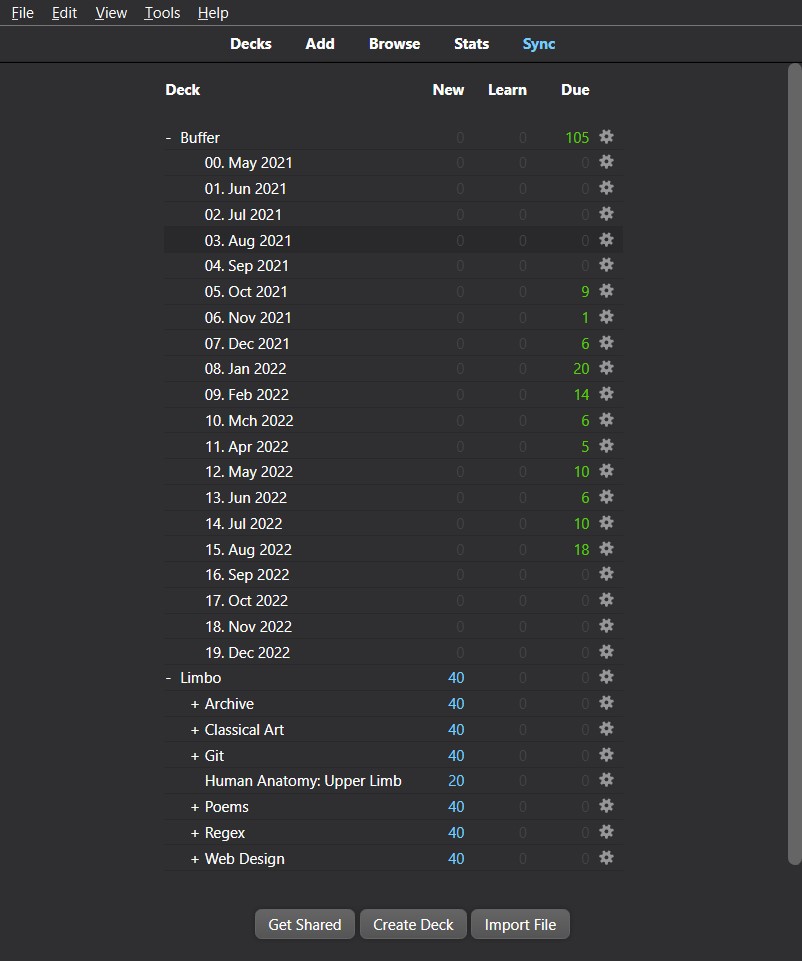 File Edit View Tools Help
Decks Add Browse Stats Sync
Deck New Learn Due
- Buffer 0 0 105
00. May 2021 0 0 0
01. Jun 2021 0 0 0
02. Jul 2021 0 0 0
03. Aug 2021 0 0 0
04. Sep 2021 0 0 0
05. Oct 2021 0 0 9
06. Nov 2021 0 0 1
07. Dec 2021 0 0 6
08. Jan 2022 0 0 20
09. Feb 2022 0 0 14
10. Mch 2022 0 0 6
11. Apr 2022 0 0 5
12. May 2022 0 0 10
13. Jun 2022 0 0 6
14. Jul 2022 0 0 10
15. Aug 2022 0 0 18
16. Sep 2022 0 0 0
17. Oct 2022 0 0 0
18. Nov 2022 0 0 0
19. Dec 2022 0 0 0
- Limbo 40 0 0
+ Archive 40 0 0
+ Classical Art 40 0 0
+ Git 40 0 0
Human Anatomy: Upper Limb 20 0 0
+ Poems 40 0 0
+ Regex 40 0 0
+ Web Design 40 0 0
Get Shared Create Deck Import File